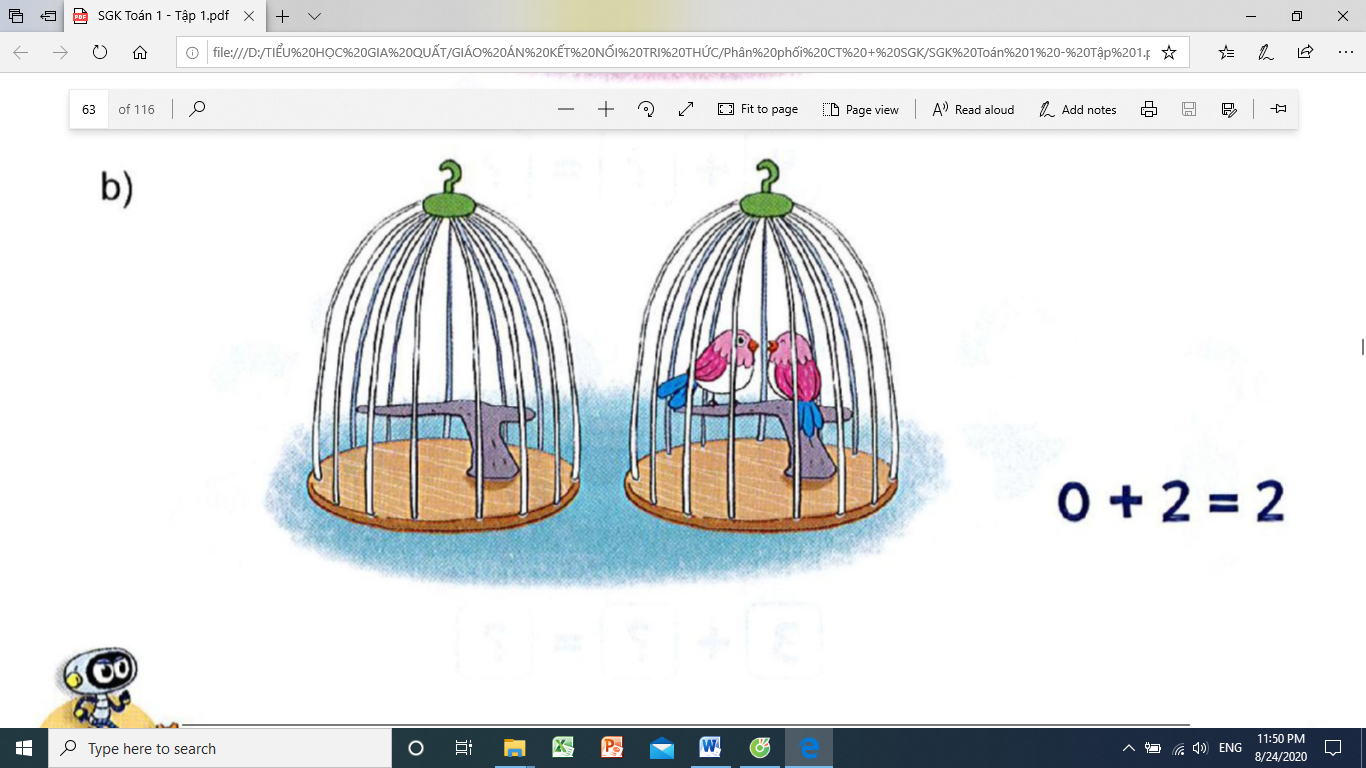 SGK Toán 1 - Tập 1.pdf
file:///D:/TIỂU%20HỌC%20GIA%20QUẤT/GIÁO%20ÁN%20KẾT%20NỐI%20TRI%20THỨC/Phân%20phối%20CT%20+%20SGK/SGK%20Toán%201%20-%20Tập%201.p
63 of 116
Fit to page
Page view
Read aloud
Add notes
b)
0 + 2 = 2
Type here to search
ENG
11:50 PM
8/24/2020